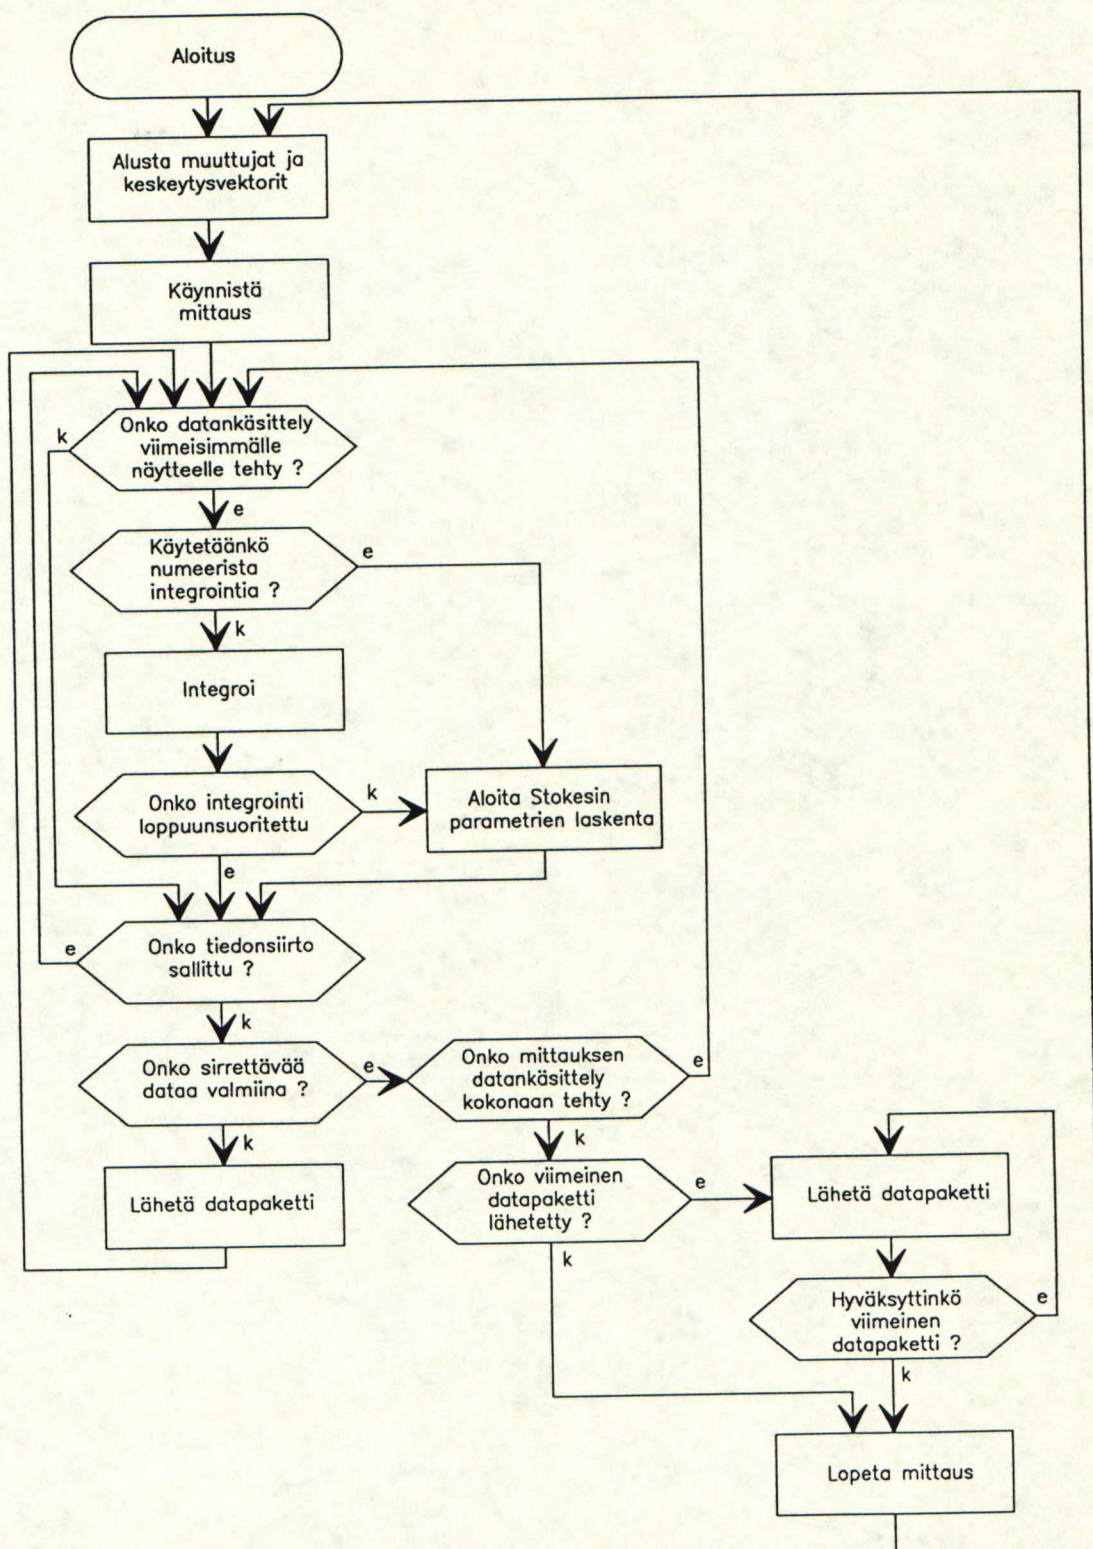 Aloitus
Alusta muuttujat ja
keskeytysvektorit
Käynnistä
mittaus
Onko datankäsittely
viimeisimmälle
näytteelle tehty ?
k
e
Käytetäänkö
numeerista
integrointia ?
e
k
Integroi
Onko integrointi
loppuunsuoritettu
k
e
Aloita Stokesin
parametrien laskenta
Onko tiedonsiirto
sallittu ?
e
k
Onko sirrettävää
dataa valmiina ?
e
k
Onko mittauksen
datankäsittely
kokonaan tehty ?
e
k
Lähetä datapaketti
Onko viimeinen
datapaketti
lähetetty ?
e
k
Lähetä datapaketti
Hyväksyttinkö
viimeinen
datapaketti ?
e
k
Lopeta mittaus